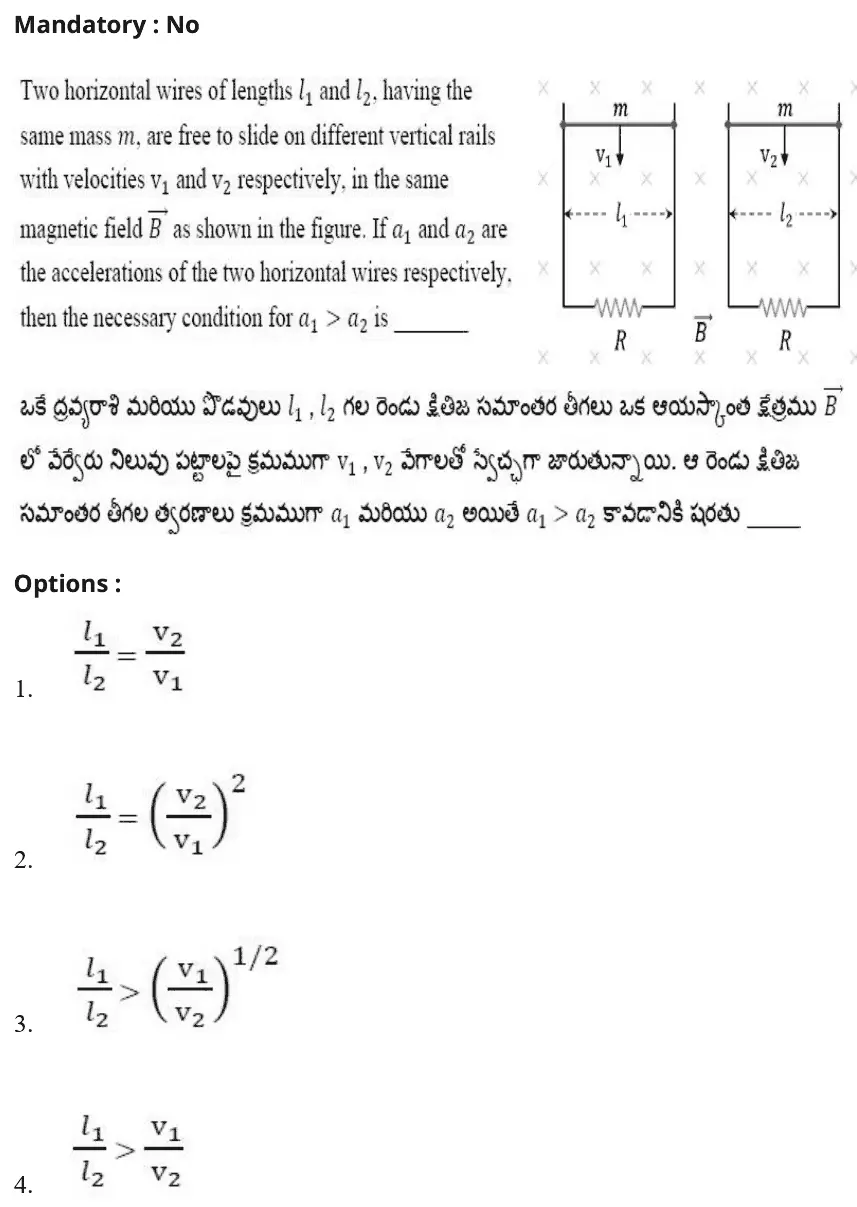 Mandatory : No
Two horizontal wires of lengths l₁ and l₂, having the
same mass m, are free to slide on different vertical rails
with velocities v₁ and v₂ respectively, in the same
magnetic field B⃗ as shown in the figure. If a₁ and a₂ are
the accelerations of the two horizontal wires respectively,
then the necessary condition for a₁ > a₂ is ______
m
m
v₁
v₂
l₁
l₂
R
B⃗
R
ఒకే ద్రవ్యరాశి మరియు పొడవులు l₁ , l₂ గల రెండు క్షితిజ సమాంతర తీగలు ఒక ఆయస్కాంత క్షేత్రము B⃗
లో వేర్వేరు నిలువు పట్టాలపై క్రమముగా v₁ , v₂ వేగాలతో స్వేచ్ఛగా జారుతున్నాయి. ఆ రెండు క్షితిజ
సమాంతర తీగల త్వరణాలు క్రమముగా a₁ మరియు a₂ అయితే a₁ > a₂ కావడానికి షరతు _____
Options :
1. l₁/l₂ = v₂/v₁
2. l₁/l₂ = (v₂/v₁)²
3. l₁/l₂ > (v₁/v₂)^1/2
4. l₁/l₂ > v₁/v₂